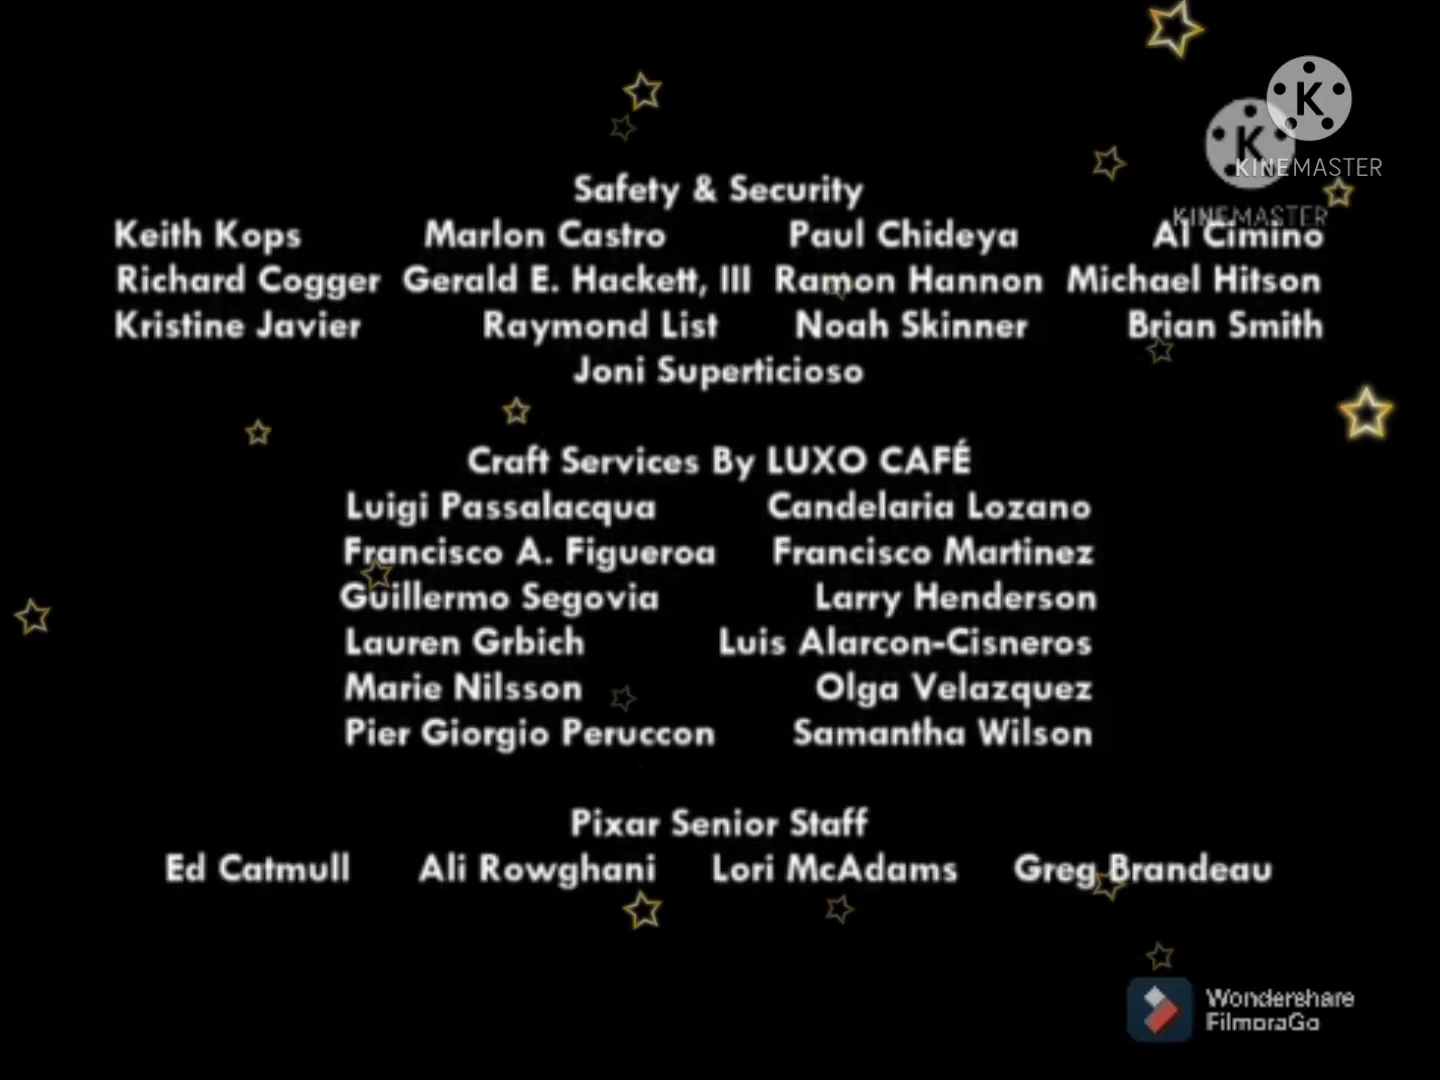 K
K
KINEMASTER
KINEMASTER
Safety & Security
Keith Kops Marlon Castro Paul Chideya Al Cimino
Richard Cogger Gerald E. Hackett, III Ramon Hannon Michael Hitson
Kristine Javier Raymond List Noah Skinner Brian Smith
Joni Superticioso
Craft Services By LUXO CAFÉ
Luigi Passalacqua Candelaria Lozano
Francisco A. Figueroa Francisco Martinez
Guillermo Segovia Larry Henderson
Lauren Grbich Luis Alarcon-Cisneros
Marie Nilsson Olga Velazquez
Pier Giorgio Peruccon Samantha Wilson
Pixar Senior Staff
Ed Catmull Ali Rowghani Lori McAdams Greg Brandeau
Wondershare
FilmoraGo